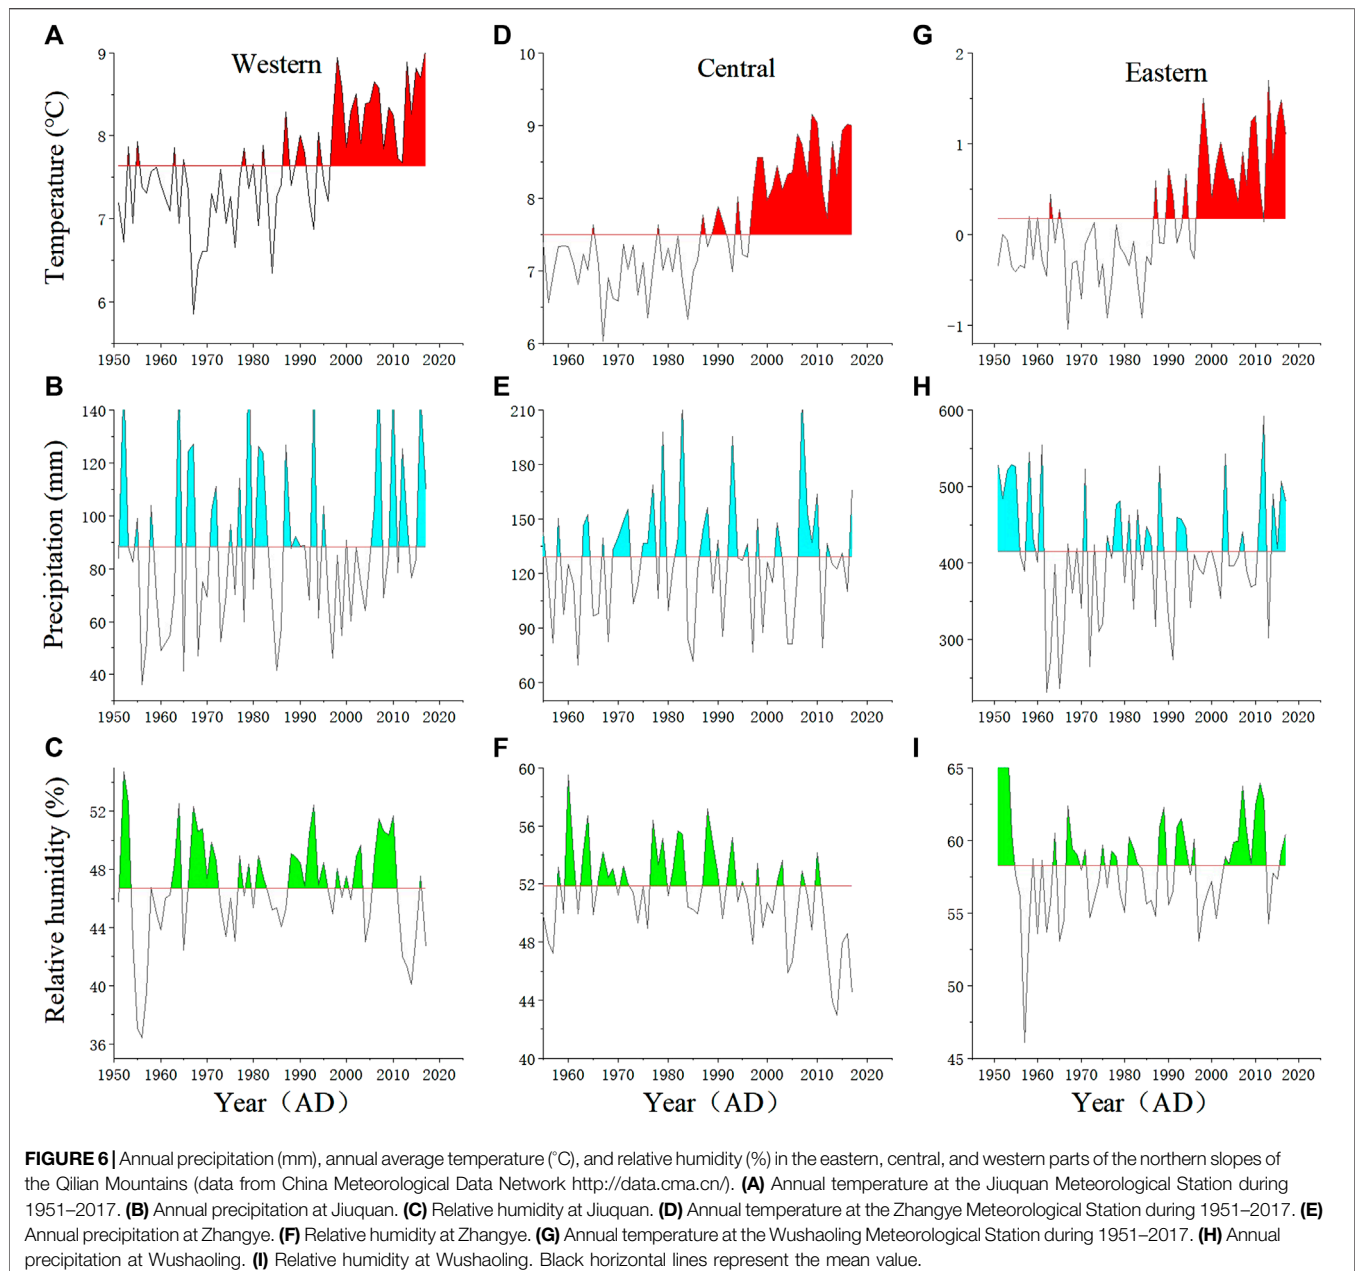 A
Western
Temperature (℃)
9
8
7
6
1950 1960 1970 1980 1990 2000 2010 2020
D
Central
10
9
8
7
6
1960 1970 1980 1990 2000 2010 2020
G
Eastern
2
1
0
-1
1950 1960 1970 1980 1990 2000 2010 2020
B
Precipitation (mm)
140
120
100
80
60
40
1950 1960 1970 1980 1990 2000 2010 2020
E
210
180
150
120
90
60
1960 1970 1980 1990 2000 2010 2020
H
600
500
400
300
1950 1960 1970 1980 1990 2000 2010 2020
C
Relative humidity (%)
52
48
44
40
36
1950 1960 1970 1980 1990 2000 2010 2020
Year（AD）
F
60
56
52
48
44
40
1960 1970 1980 1990 2000 2010 2020
Year（AD）
I
65
60
55
50
45
1950 1960 1970 1980 1990 2000 2010 2020
Year（AD）
FIGURE 6 | Annual precipitation (mm), annual average temperature (°C), and relative humidity (%) in the eastern, central, and western parts of the northern slopes of
the Qilian Mountains (data from China Meteorological Data Network http://data.cma.cn/). (A) Annual temperature at the Jiuquan Meteorological Station during
1951–2017. (B) Annual precipitation at Jiuquan. (C) Relative humidity at Jiuquan. (D) Annual temperature at the Zhangye Meteorological Station during 1951–2017. (E)
Annual precipitation at Zhangye. (F) Relative humidity at Zhangye. (G) Annual temperature at the Wushaoling Meteorological Station during 1951–2017. (H) Annual
precipitation at Wushaoling. (I) Relative humidity at Wushaoling. Black horizontal lines represent the mean value.